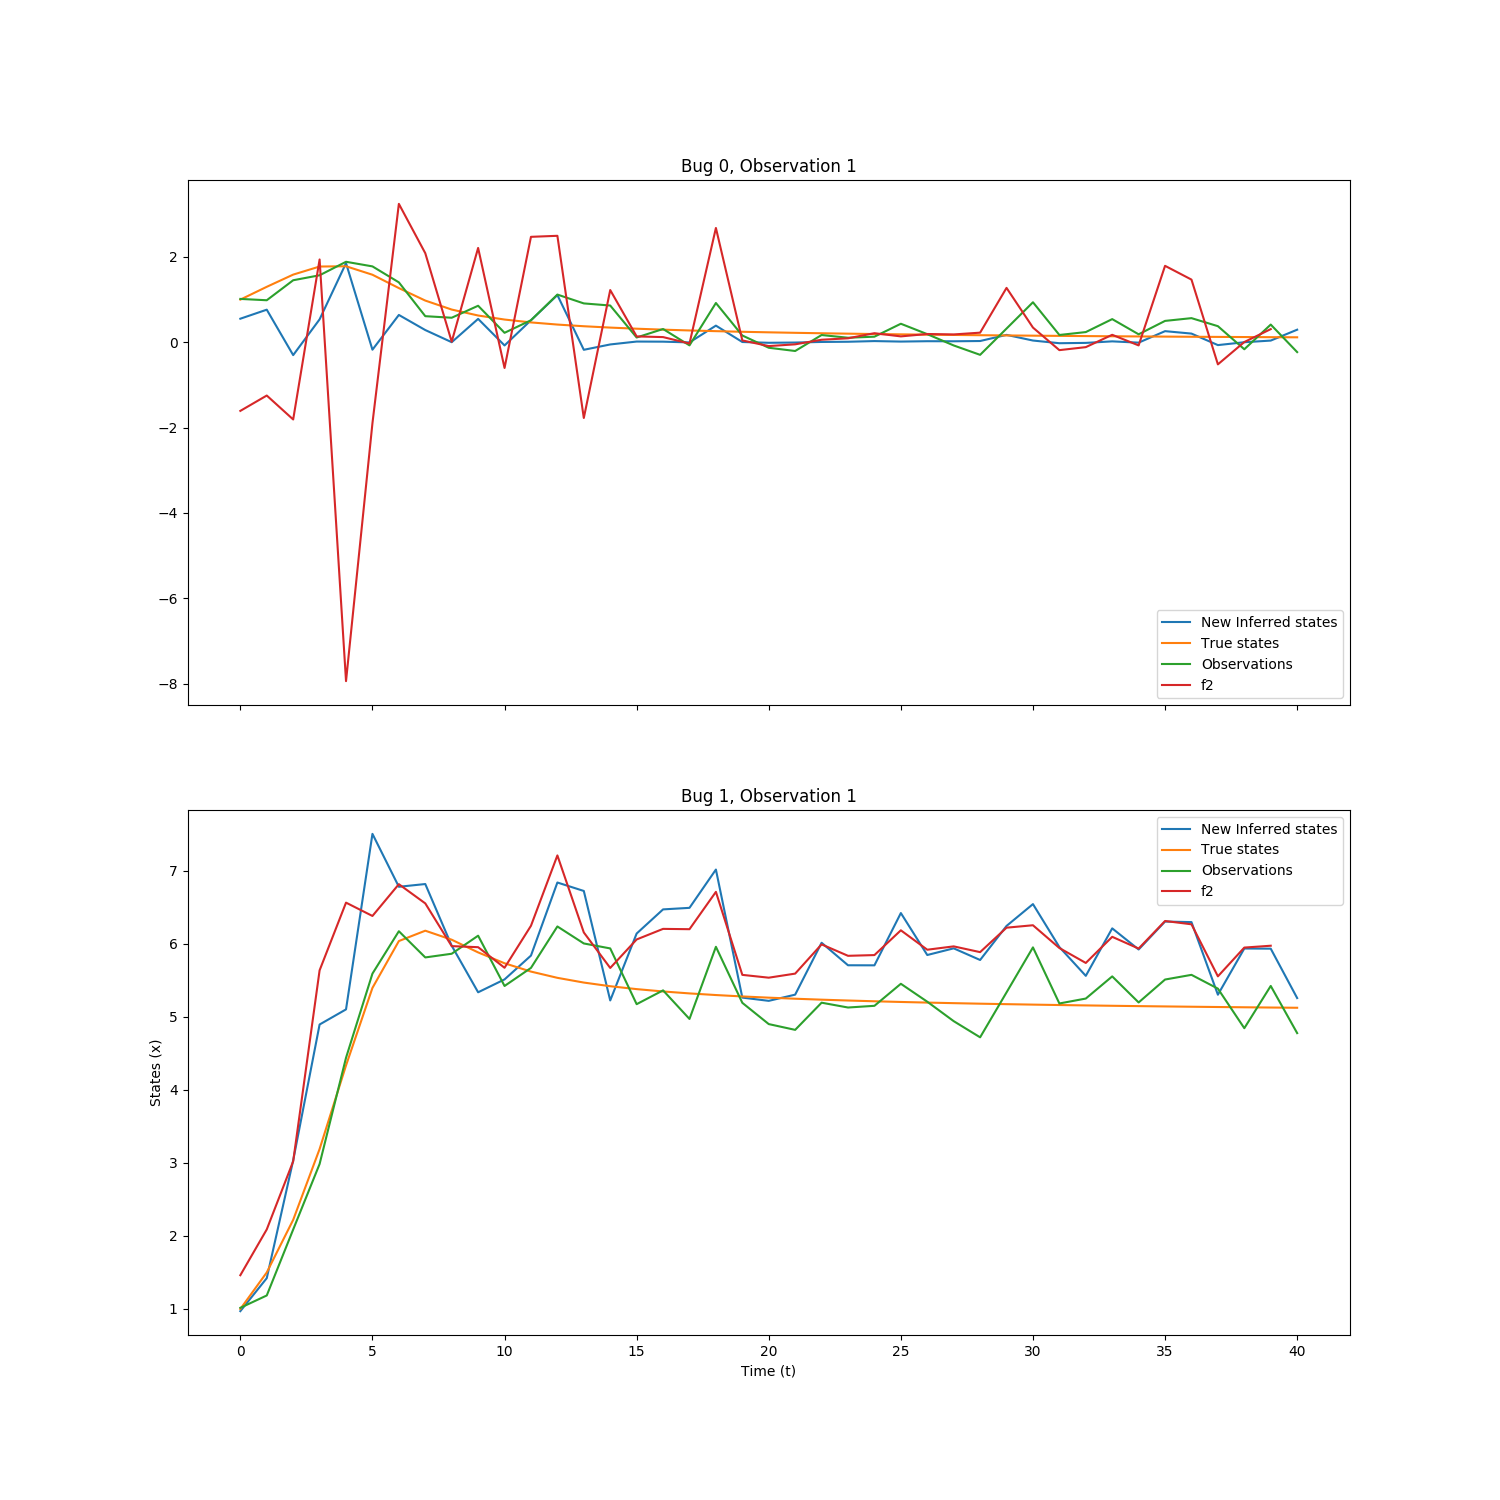 Bug 0, Observation 1
2
0
−2
−4
−6
−8
New Inferred states
True states
Observations
f2
Bug 1, Observation 1
7
6
5
4
3
2
1
States (x)
New Inferred states
True states
Observations
f2
0 5 10 15 20 25 30 35 40
Time (t)